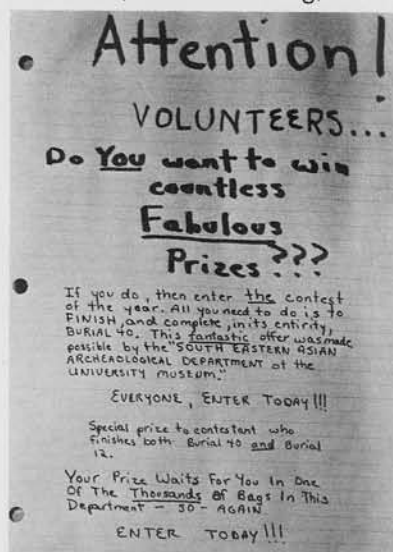 Attention!
VOLUNTEERS...
Do You want to win
countless
Fabulous
Prizes???
If you do, then enter the contest
of the year. All you need to do is to
FINISH, and complete, in its entirity,
BURIAL 40. This fantastic offer was made
possible by the "SOUTH EASTERN ASIAN
ARCHEAOLOGICAL DEPARTMENT of the
UNIVERSITY MUSEUM."
EVERYONE, ENTER TODAY!!!
Special prize to contestant who
finishes both Burial 40 and Burial
12.
Your Prize Waits For You In One
Of The Thousands Of Bags In This
Department - SO - AGAIN
ENTER TODAY!!!